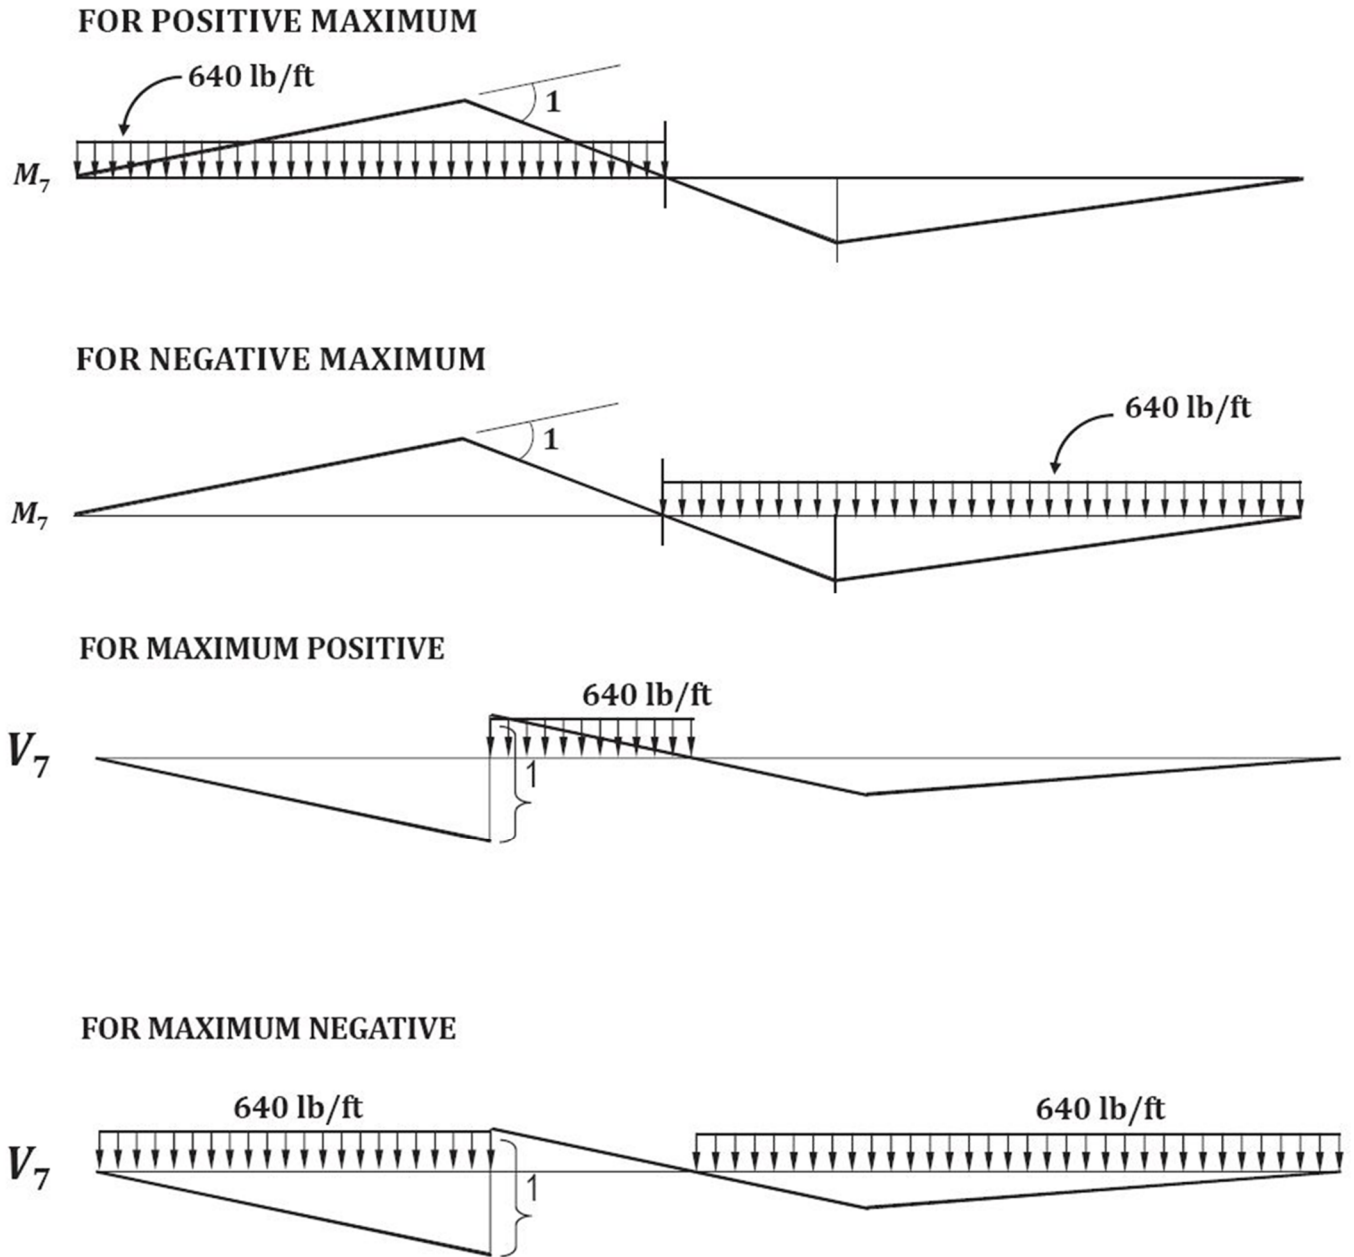 FOR POSITIVE MAXIMUM
640 lb/ft
1
M₇
FOR NEGATIVE MAXIMUM
640 lb/ft
1
M₇
FOR MAXIMUM POSITIVE
640 lb/ft
V₇
1
FOR MAXIMUM NEGATIVE
640 lb/ft 640 lb/ft
V₇
1